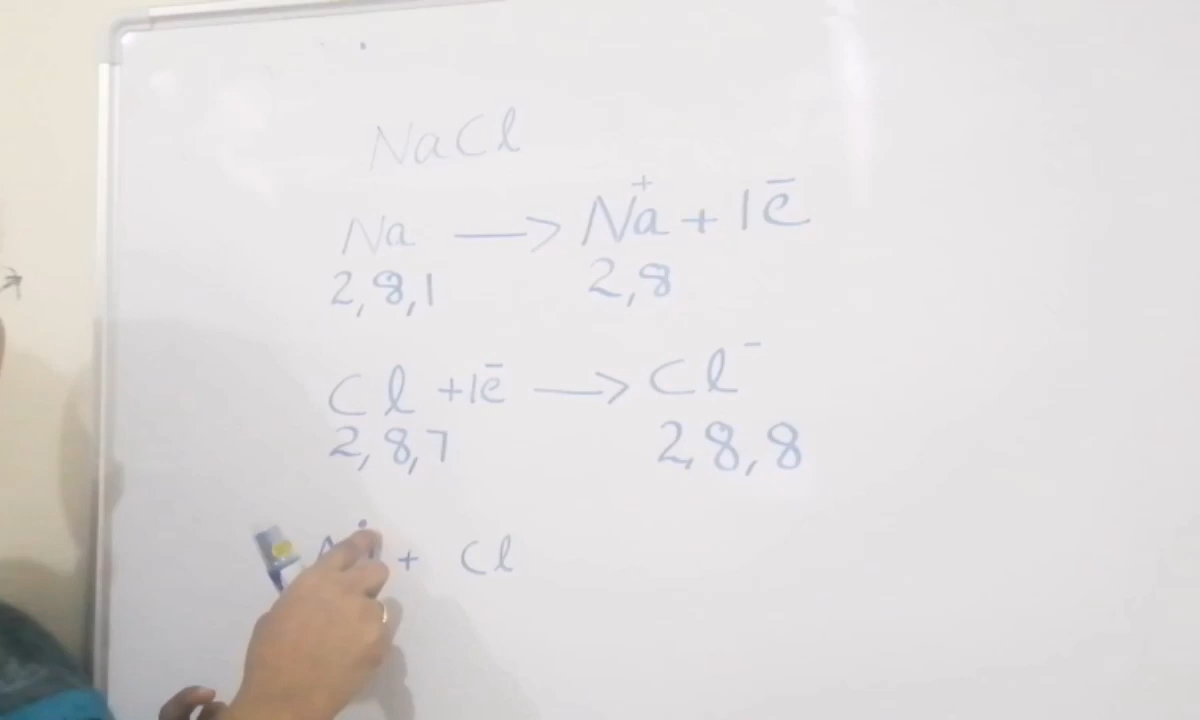 NaCl
Na → Na⁺ + 1e⁻
2,8,1 2,8
Cl + 1e⁻ → Cl⁻
2,8,7 2,8,8
+ Cl